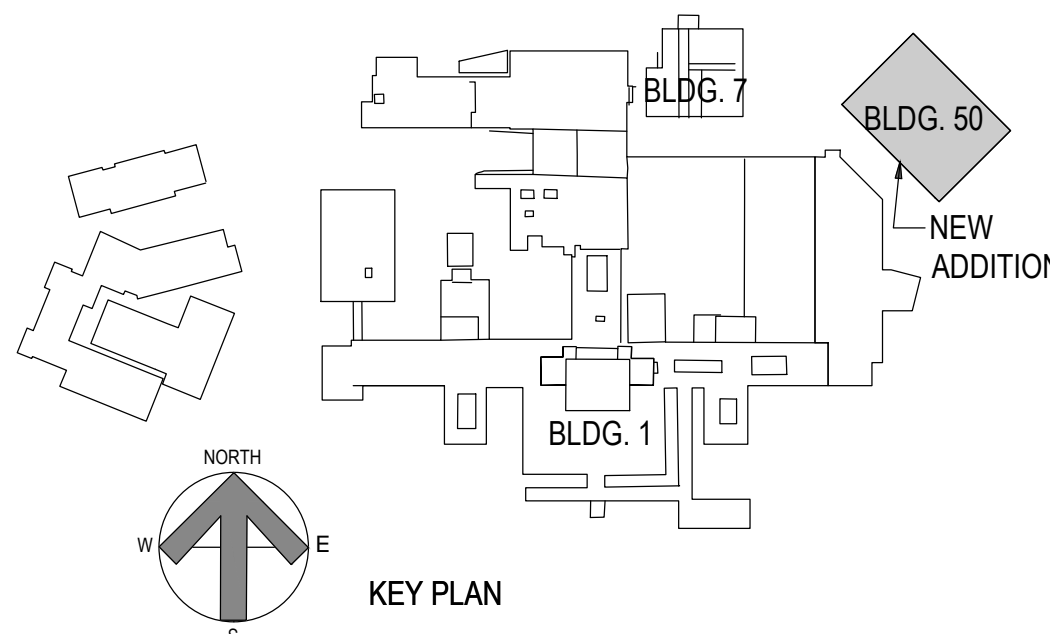 BLDG. 7
BLDG. 50
NEW
ADDITION
BLDG. 1
NORTH
W
E
KEY PLAN
S